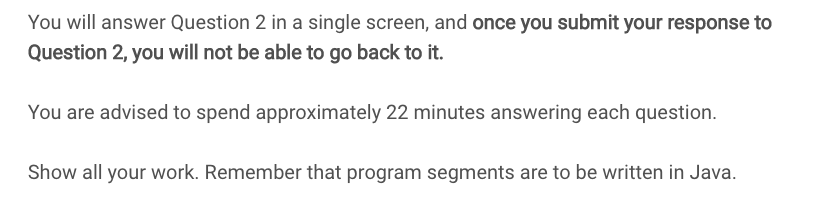 You will answer Question 2 in a single screen, and once you submit your response to
Question 2, you will not be able to go back to it.
You are advised to spend approximately 22 minutes answering each question.
Show all your work. Remember that program segments are to be written in Java.